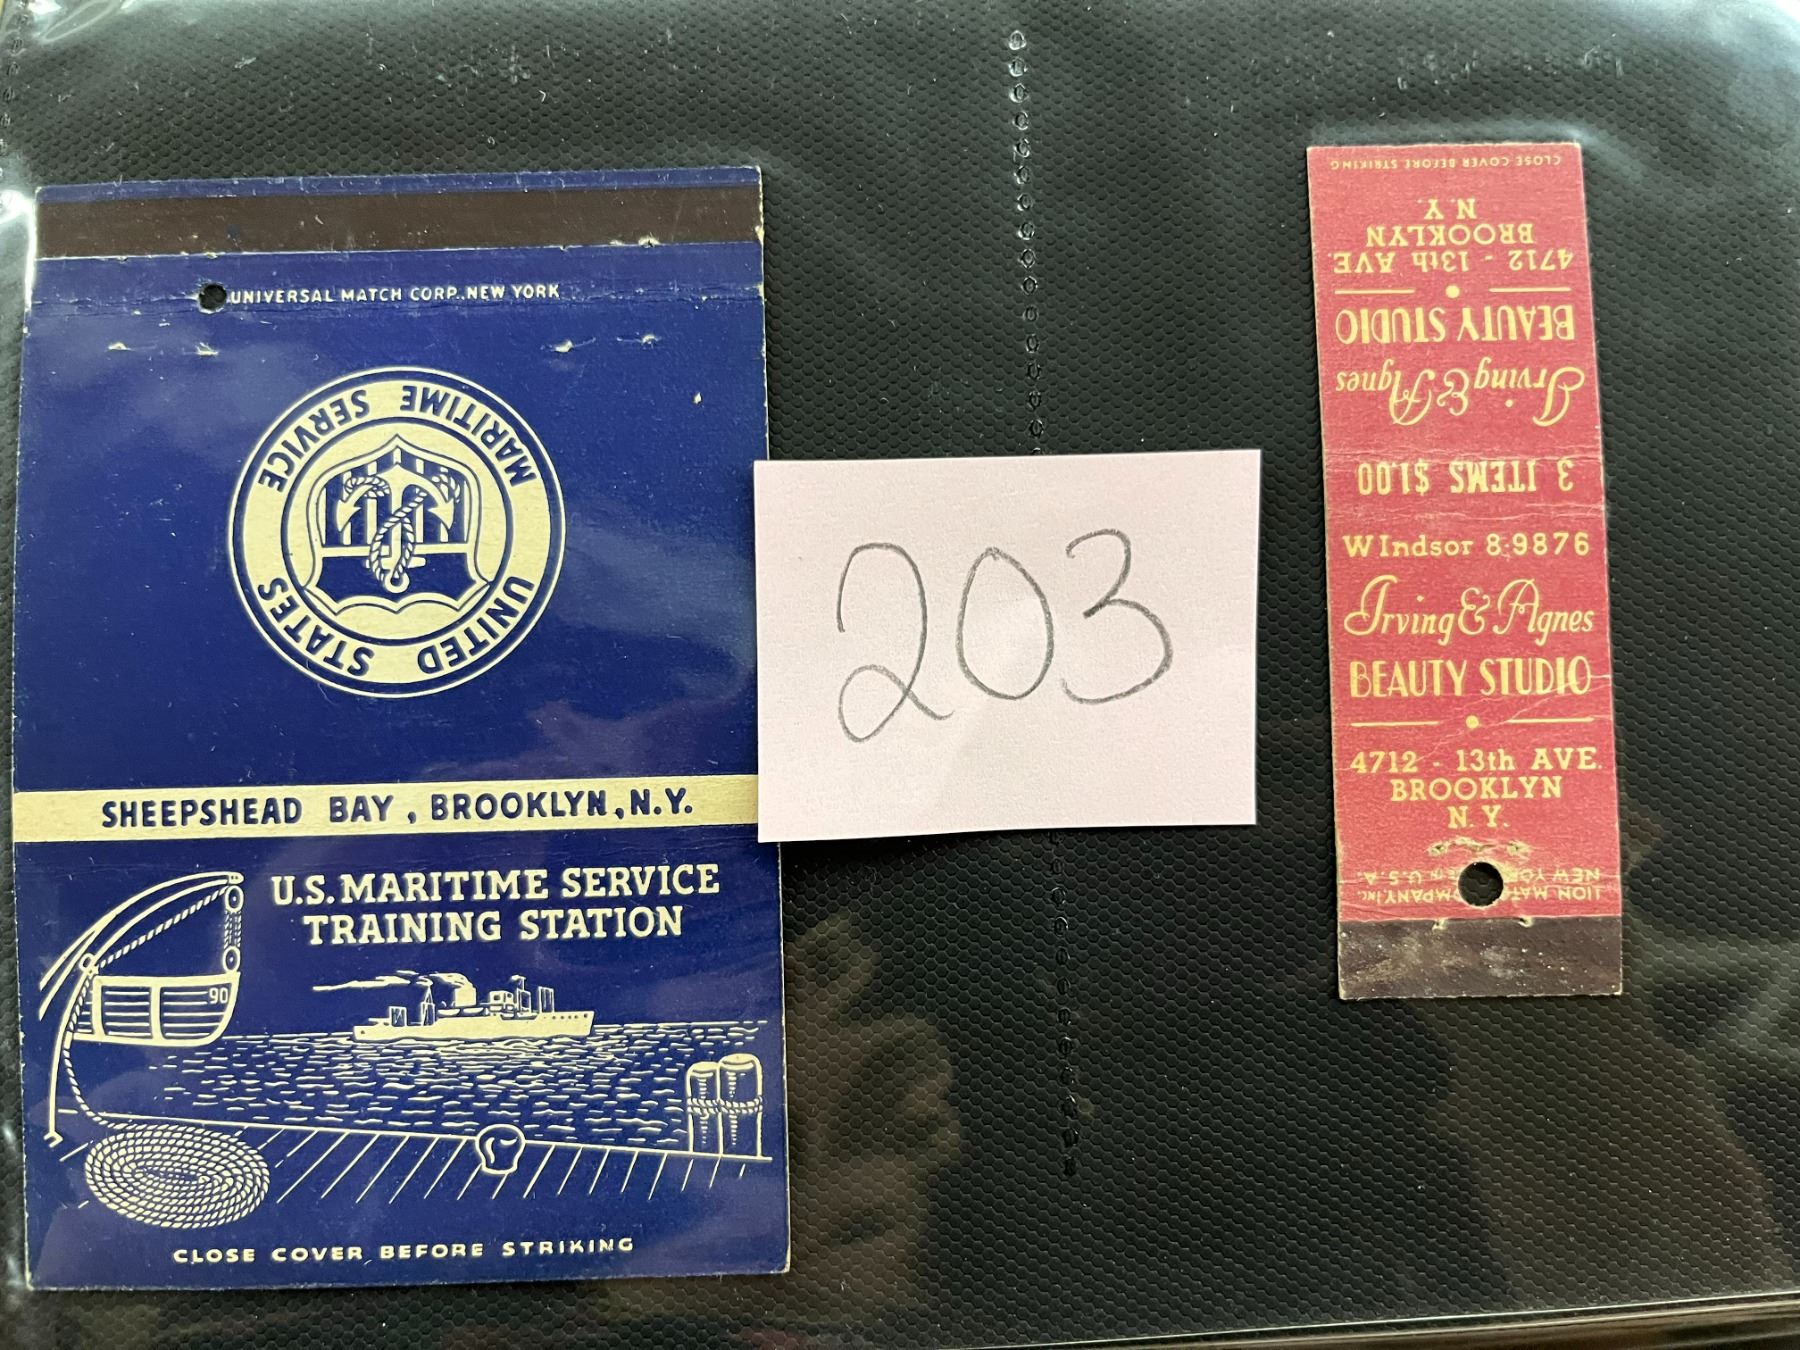 UNIVERSAL MATCH CORP., NEW YORK
UNITED STATES MARITIME SERVICE
SHEEPSHEAD BAY, BROOKLYN, N.Y.
U.S. MARITIME SERVICE
TRAINING STATION
90
CLOSE COVER BEFORE STRIKING
203
CLOSE COVER BEFORE STRIKING
N.Y.
BROOKLYN
4712 - 13th AVE.
BEAUTY STUDIO
Irving & Agnes
3 ITEMS $1.00
WIndsor 8-9876
Irving & Agnes
BEAUTY STUDIO
4712 - 13th AVE.
BROOKLYN
N. Y.
NEW YORK
U.S.A.